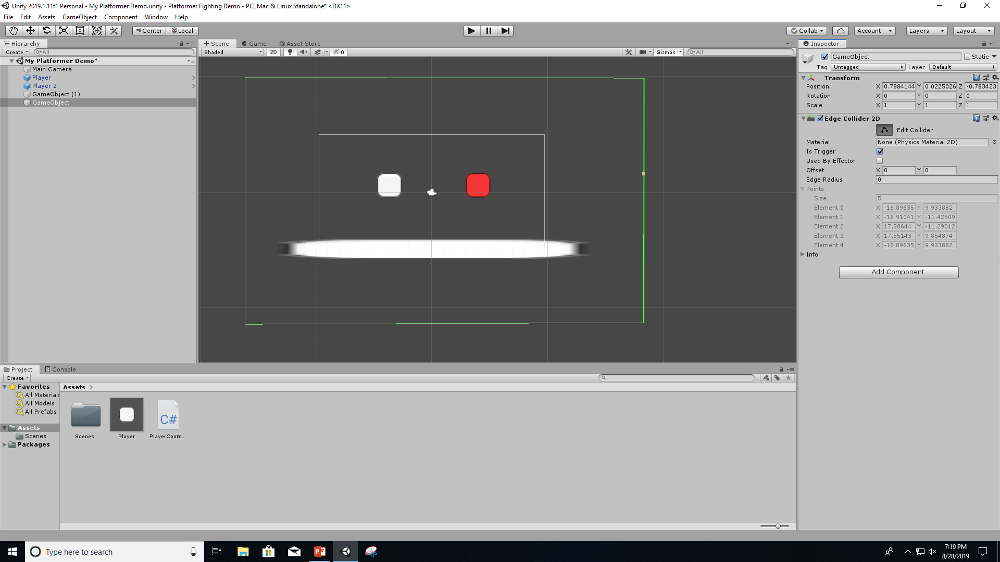 Unity 2019.1.11f1 Personal - My Platformer Demo.unity - Platformer Fighting Demo - PC, Mac & Linux Standalone* <DX11>
File Edit Assets GameObject Component Window Help
Center Local
Collab Account Layers Layout
Hierarchy
Create All
My Platformer Demo*
Main Camera
Player
Player 2
GameObject (1)
GameObject
Scene Game Asset Store
Shaded 2D 0 Gizmos All
Inspector
GameObject Static
Tag Untagged Layer Default
Transform
Position X 0.7884144 Y 0.0225026 Z -0.783423
Rotation X 0 Y 0 Z 0
Scale X 1 Y 1 Z 1
Edge Collider 2D
Edit Collider
Material None (Physics Material 2D)
Is Trigger
Used By Effector
Offset X 0 Y 0
Edge Radius 0
Points
Size 5
Element 0 X -16.89635 Y 9.933882
Element 1 X -16.91041 Y -11.42509
Element 2 X 17.50644 Y -11.29012
Element 3 X 17.55143 Y 9.854874
Element 4 X -16.89635 Y 9.933882
Info
Add Component
Project Console
Create
Favorites
All Materials
All Models
All Prefabs
Assets
Scenes
Packages
Assets
Scenes Player PlayerContr...
C#
Type here to search
7:19 PM
8/28/2019